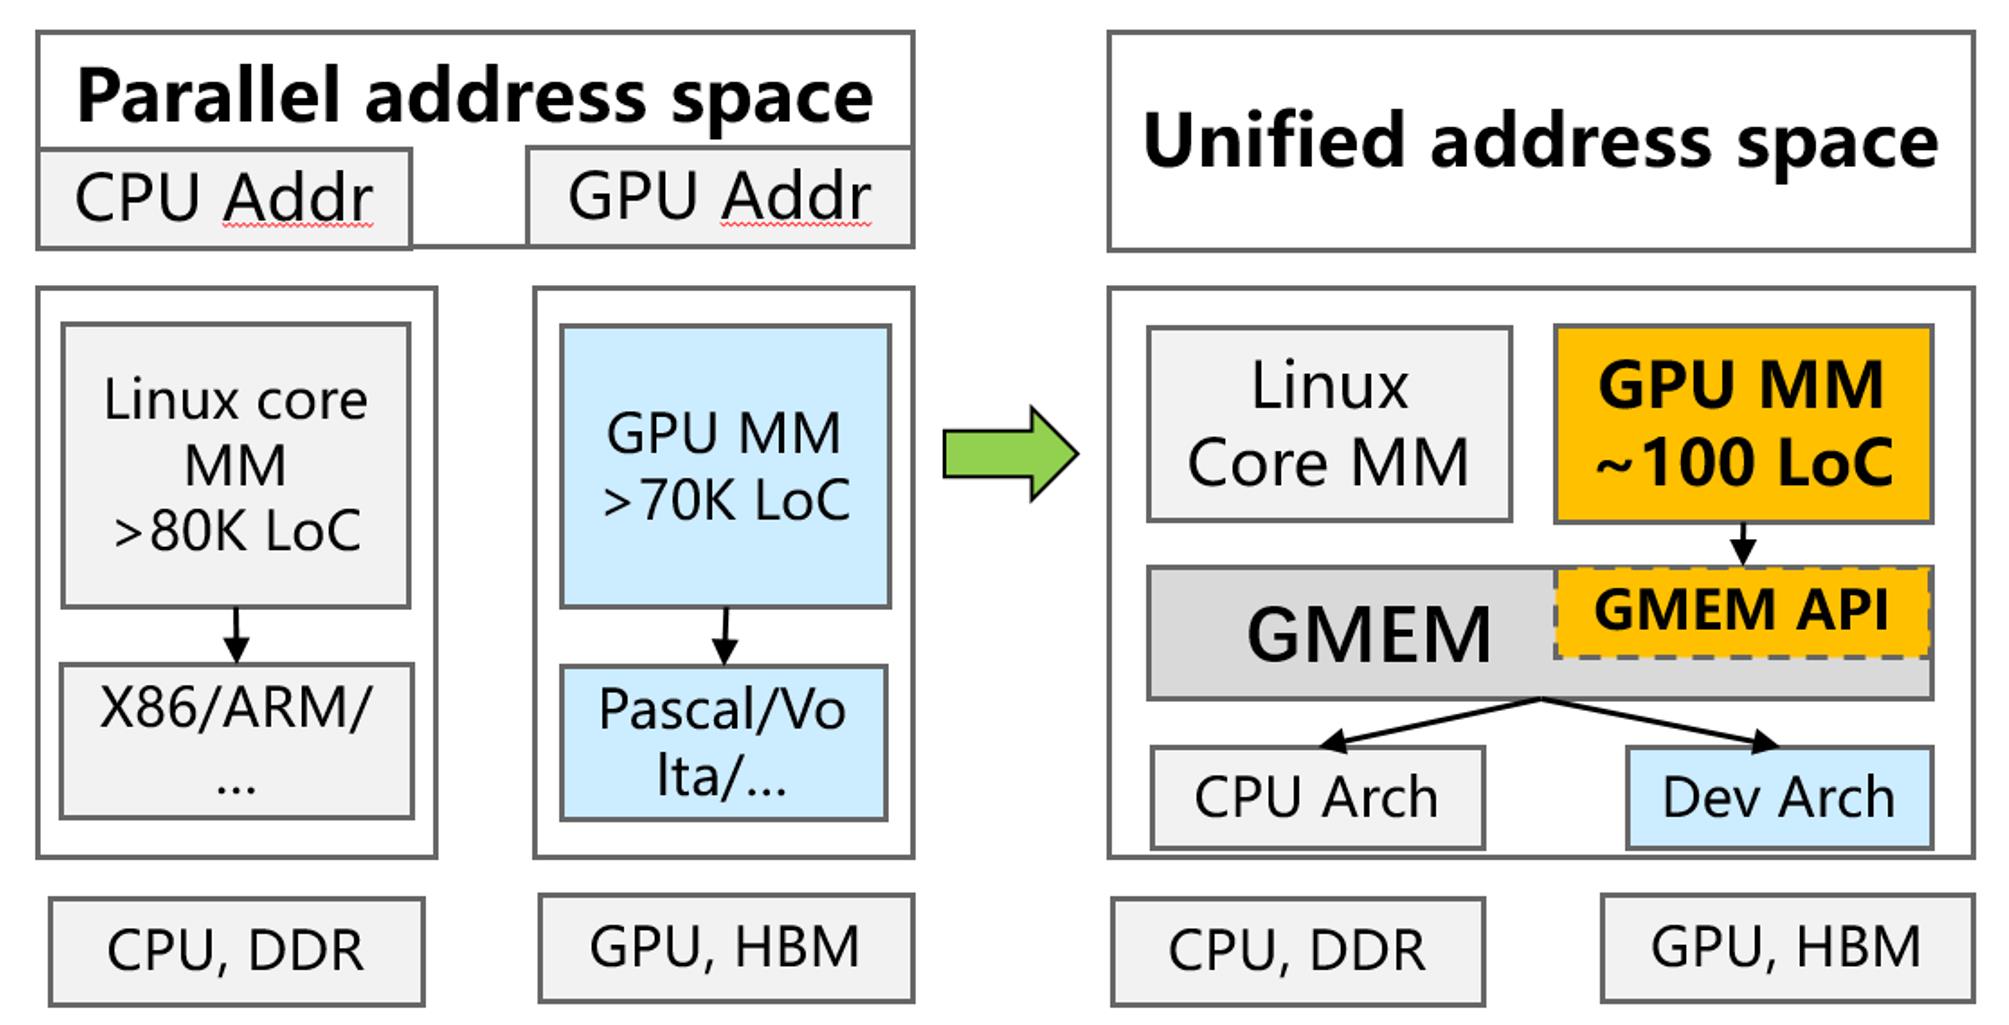 Parallel address space
CPU Addr
GPU Addr
Linux core
MM
>80K LoC
X86/ARM/
...
GPU MM
>70K LoC
Pascal/Vo
lta/...
CPU, DDR
GPU, HBM
Unified address space
Linux
Core MM
GPU MM
~100 LoC
GMEM
GMEM API
CPU Arch
Dev Arch
CPU, DDR
GPU, HBM